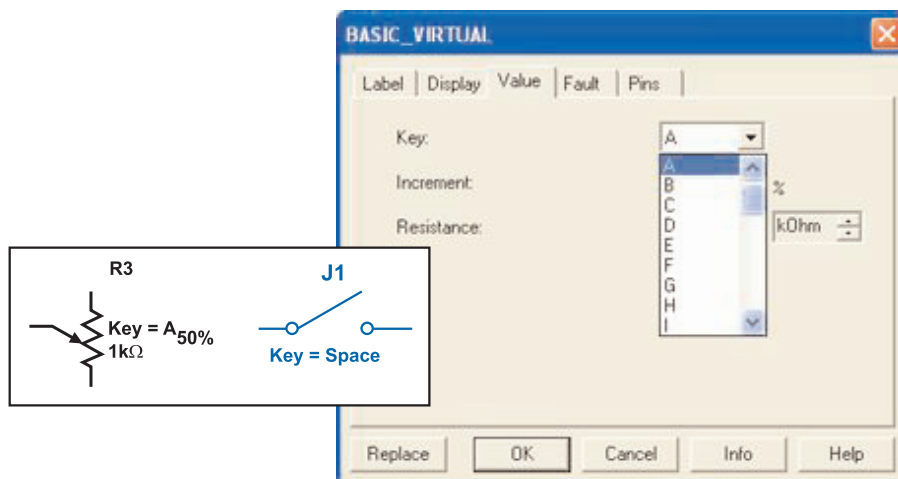 BASIC_VIRTUAL
Label Display Value Fault Pins
Key: A
A
B
C
D
E
F
G
H
I
Increment: %
Resistance: kOhm
R3
Key = A 50%
1kΩ
J1
Key = Space
Replace OK Cancel Info Help